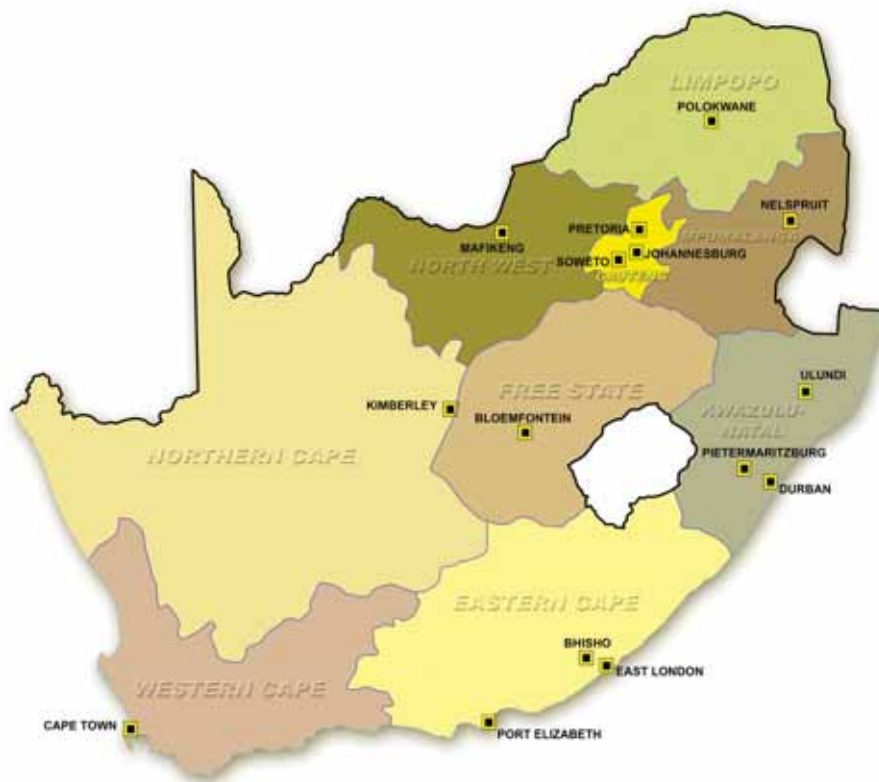 LIMPOPO
POLOKWANE
NELSPRUIT
PRETORIA
MPUMALANGA
MAFIKENG
JOHANNESBURG
NORTH WEST
SOWETO
GAUTENG
ULUNDI
FREE STATE
KIMBERLEY
KWAZULU-
NATAL
BLOEMFONTEIN
NORTHERN CAPE
PIETERMARITZBURG
DURBAN
EASTERN CAPE
BHISHO
EAST LONDON
WESTERN CAPE
CAPE TOWN
PORT ELIZABETH